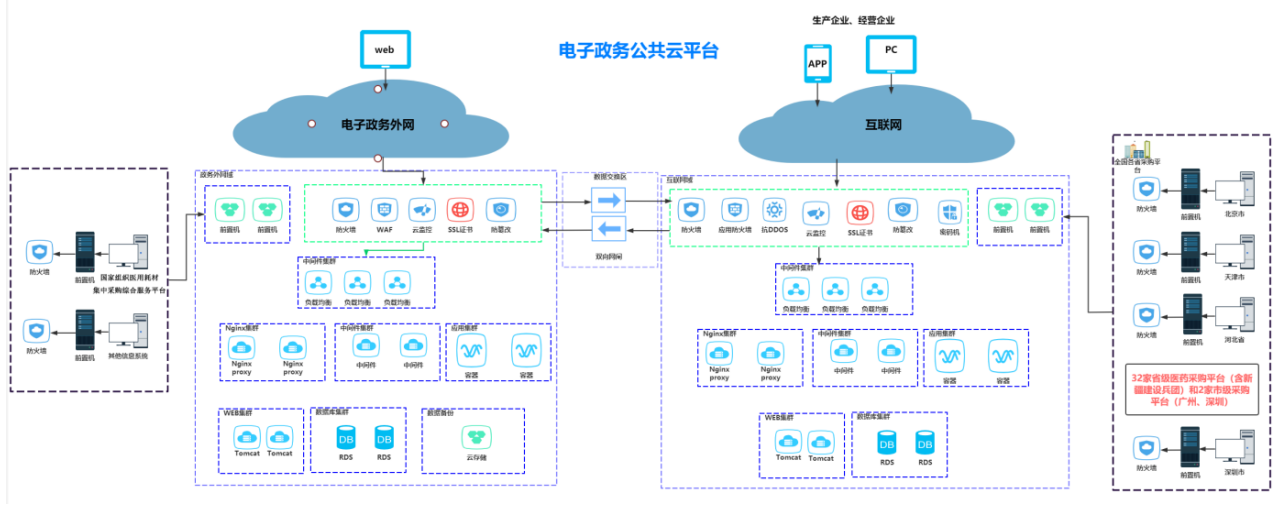 生产企业、经营企业
电子政务公共云平台
web
APP
PC
电子政务外网
互联网
政务外网域
数据交换区
互联网域
全国各省采购平台
前置机
前置机
防火墙
WAF
云监控
SSL证书
防篡改
双向网闸
防火墙
应用防火墙
抗DDOS
云监控
SSL证书
防篡改
密码机
前置机
前置机
防火墙
前置机
北京市
防火墙
前置机
国家组织医用耗材
集中采购综合服务平台
防火墙
前置机
其他信息系统
中间件集群
负载均衡
负载均衡
负载均衡
中间件集群
负载均衡
负载均衡
负载均衡
防火墙
前置机
天津市
防火墙
前置机
河北省
Nginx集群
Nginx
proxy
Nginx
proxy
中间件集群
中间件
中间件
应用集群
容器
容器
Nginx集群
Nginx
proxy
Nginx
proxy
中间件集群
中间件
中间件
应用集群
容器
容器
32家省级医药采购平台（含新
疆建设兵团）和2家市级采购
平台（广州、深圳）
WEB集群
Tomcat
Tomcat
数据库集群
DB
DB
RDS
RDS
数据备份
云存储
WEB集群
Tomcat
Tomcat
数据库集群
DB
DB
RDS
RDS
防火墙
前置机
深圳市